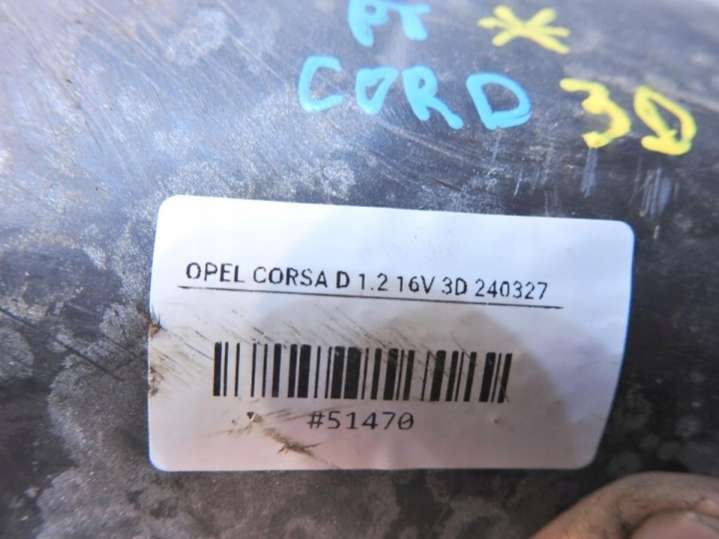 PT
CORD 3D
OPEL CORSA D 1.2 16V 3D 240327
#51470